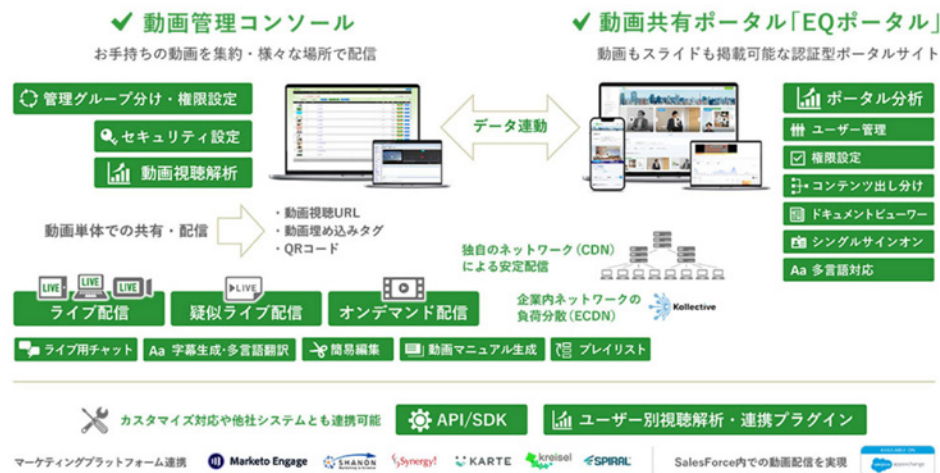 動画管理コンソール
お手持ちの動画を集約・様々な場所で配信
管理グループ分け・権限設定
セキュリティ設定
動画視聴解析
データ連動
動画共有ポータル「EQポータル」
動画もスライドも掲載可能な認証型ポータルサイト
ポータル分析
ユーザー管理
権限設定
コンテンツ出し分け
ドキュメントビューワー
シングルサインオン
Aa 多言語対応
動画単体での共有・配信
・動画視聴URL
・動画埋め込みタグ
・QRコード
独自のネットワーク(CDN)
による安定配信
企業内ネットワークの
負荷分散(ECDN)
Kollective
LIVE LIVE LIVE
ライブ配信
LIVE
疑似ライブ配信
オンデマンド配信
ライブ用チャット
Aa 字幕生成・多言語翻訳
簡易編集
動画マニュアル生成
プレイリスト
カスタマイズ対応や他社システムとも連携可能
API/SDK
ユーザー別視聴解析・連携プラグイン
マーケティングプラットフォーム連携
Marketo Engage
SHANON
Synergy!
KARTE
kreisel
SPIRAL
SalesForce内での動画配信を実現
AVAILABLE ON
appexchange